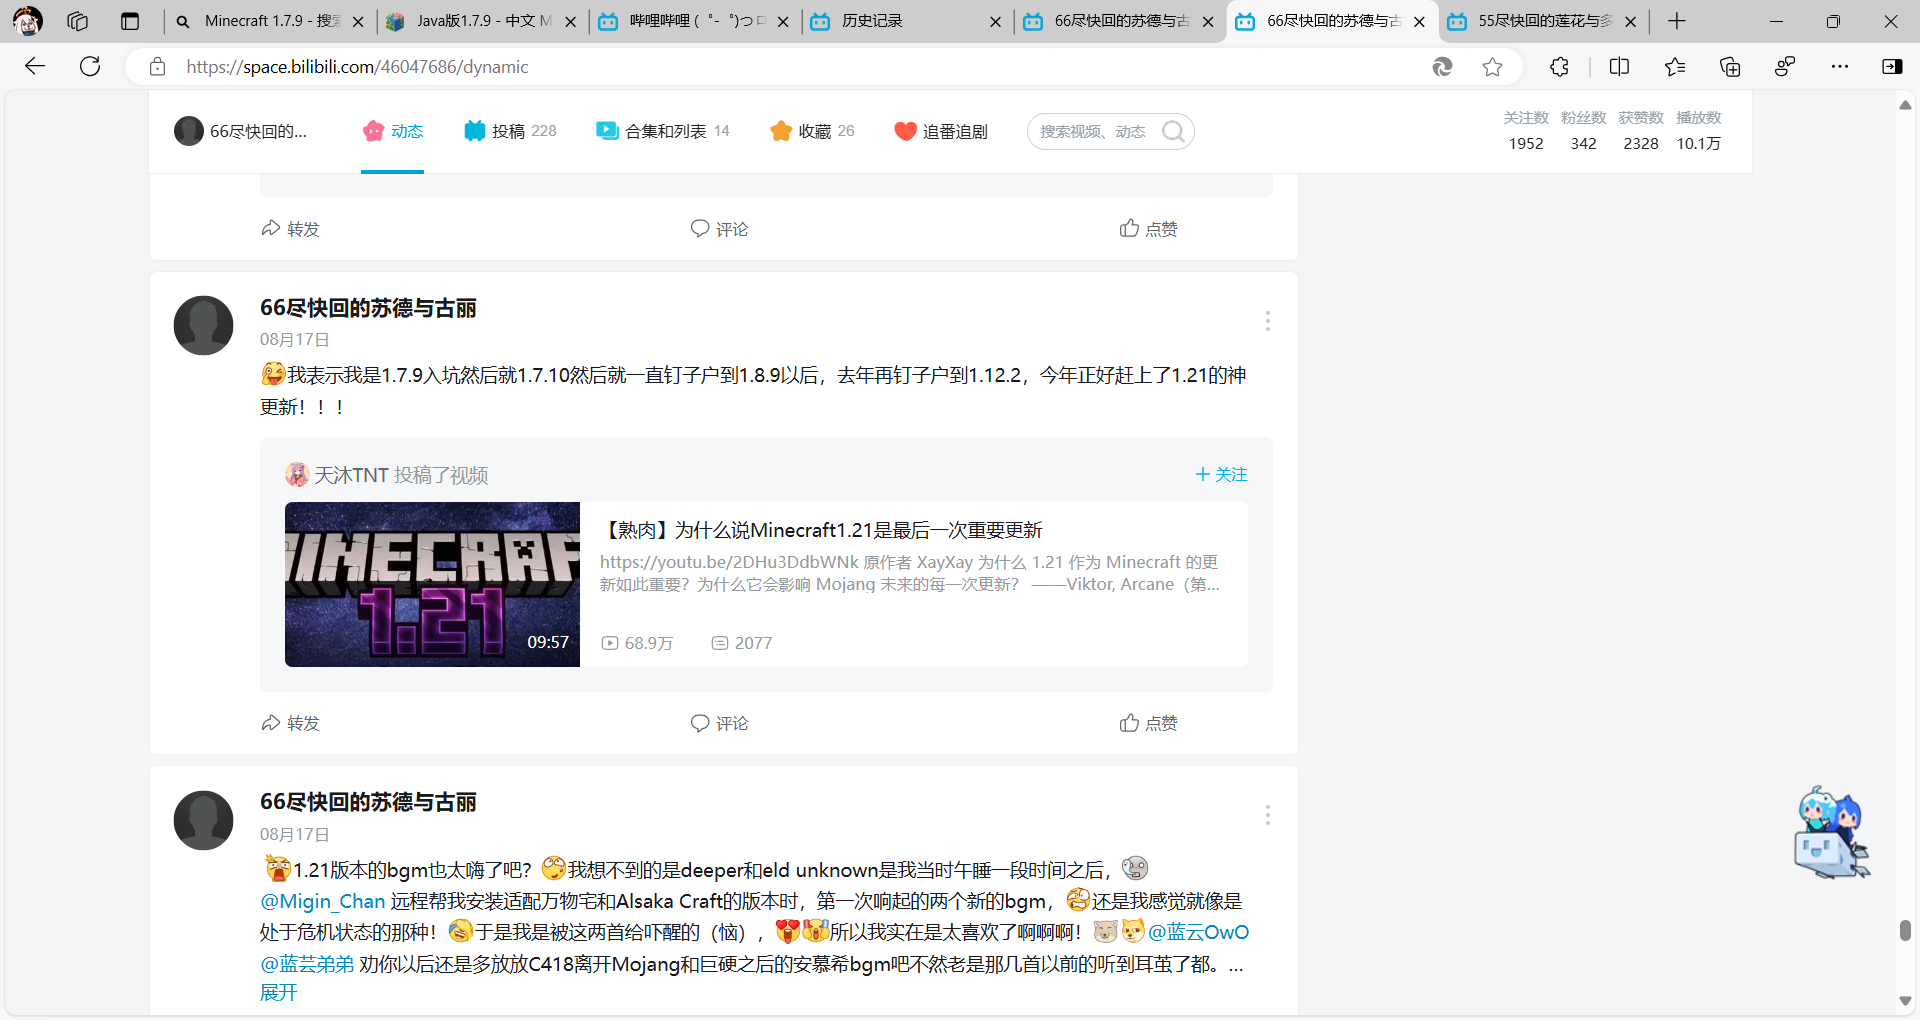 Minecraft 1.7.9 - 搜索
Java版1.7.9 - 中文 M
哔哩哔哩 (゜-゜)つロ
历史记录
66尽快回的苏德与古
66尽快回的苏德与古
55尽快回的莲花与多
https://space.bilibili.com/46047686/dynamic
66尽快回的...
动态
投稿 228
合集和列表 14
收藏 26
追番追剧
搜索视频、动态
关注数 粉丝数 获赞数 播放数
1952 342 2328 10.1万
转发 评论 点赞
66尽快回的苏德与古丽
08月17日
我表示我是1.7.9入坑然后就1.7.10然后就一直钉子户到1.8.9以后，去年再钉子户到1.12.2，今年正好赶上了1.21的神
更新！！！
天沐TNT 投稿了视频
关注
MINECRAF
1.21
09:57
【熟肉】为什么说Minecraft1.21是最后一次重要更新
https://youtu.be/2DHu3DdbWNk 原作者 XayXay 为什么 1.21 作为 Minecraft 的更
新如此重要？为什么它会影响 Mojang 未来的每一次更新？ ——Viktor, Arcane（第...
68.9万 2077
转发 评论 点赞
66尽快回的苏德与古丽
08月17日
1.21版本的bgm也太嗨了吧？我想不到的是deeper和eld unknown是我当时午睡一段时间之后，
@Migin_Chan 远程帮我安装适配万物宅和Alsaka Craft的版本时，第一次响起的两个新的bgm，还是我感觉就像是
处于危机状态的那种！于是我是被这两首给吓醒的（恼），所以我实在是太喜欢了啊啊啊！@蓝云OwO
@蓝芸弟弟 劝你以后还是多放放C418离开Mojang和巨硬之后的安慕希bgm吧不然老是那几首以前的听到耳茧了都。...
展开